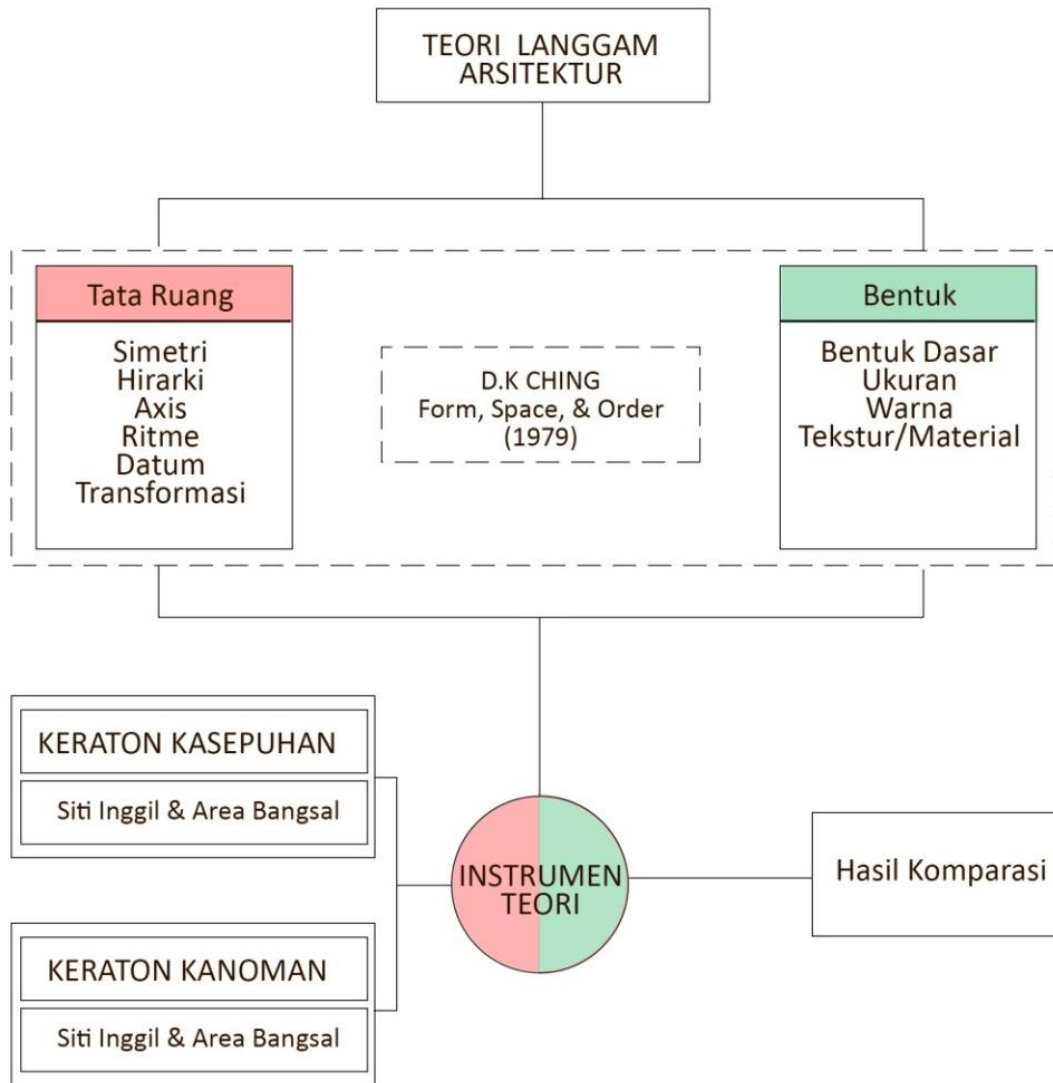 TEORI LANGGAM
ARSITEKTUR
Tata Ruang
Simetri
Hirarki
Axis
Ritme
Datum
Transformasi
D.K CHING
Form, Space, & Order
(1979)
Bentuk
Bentuk Dasar
Ukuran
Warna
Tekstur/Material
KERATON KASEPUHAN
Siti Inggil & Area Bangsal
KERATON KANOMAN
Siti Inggil & Area Bangsal
INSTRUMEN
TEORI
Hasil Komparasi